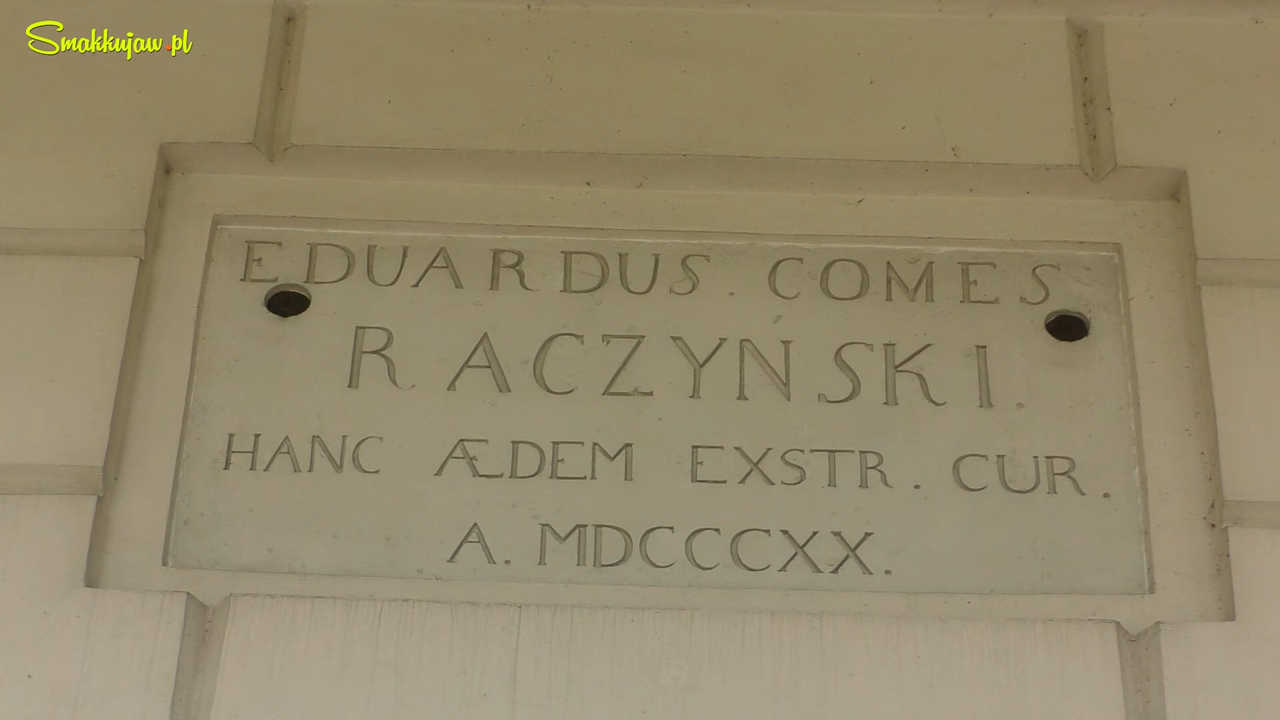 Smakkujaw.pl
EDUARDUS . COMES
RACZYNSKI.
HANC ÆDEM EXSTR. CUR.
A. MDCCCXX.